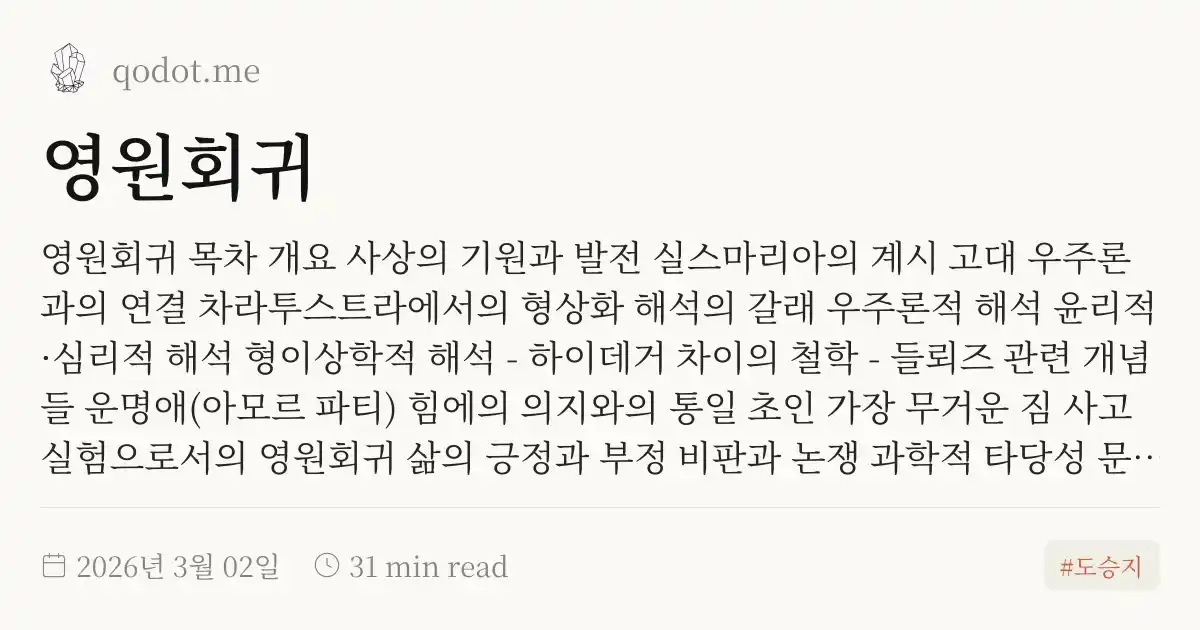 qodot.me
영원회귀
영원회귀 목차 개요 사상의 기원과 발전 실스마리아의 계시 고대 우주론
과의 연결 차라투스트라에서의 형상화 해석의 갈래 우주론적 해석 윤리적
·심리적 해석 형이상학적 해석 - 하이데거 차이의 철학 - 들뢰즈 관련 개념
들 운명애(아모르 파티) 힘에의 의지와의 통일 초인 가장 무거운 짐 사고
실험으로서의 영원회귀 삶의 긍정과 부정 비판과 논쟁 과학적 타당성 문…
2026년 3월 02일
31 min read
#도승지